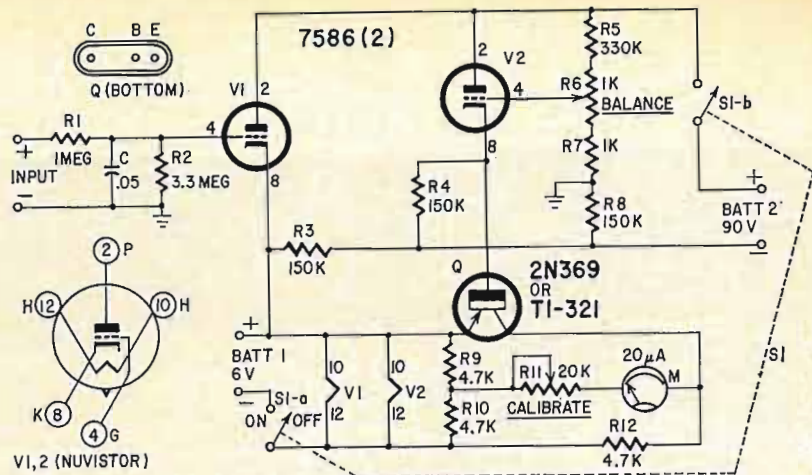 C B E
Q (BOTTOM)
7586(2)
V1
2
4
8
R1
1MEG
+
INPUT
−
C
.05
R2
3.3 MEG
V2
2
4
8
R5
330K
R6
1K
BALANCE
R7
1K
R8
150K
S1-b
+
BATT 2
90V
−
R4
150K
R3
150K
Q
2N369
OR
T1-321
2 P
H 12
10 H
K 8
4 G
V1,2 (NUVISTOR)
+
BATT 1
6V
−
S1-a
ON OFF
10
V1
12
10
V2
12
R9
4.7K
R10
4.7K
R11
20K
CALIBRATE
20µA
M
R12
4.7K
S1